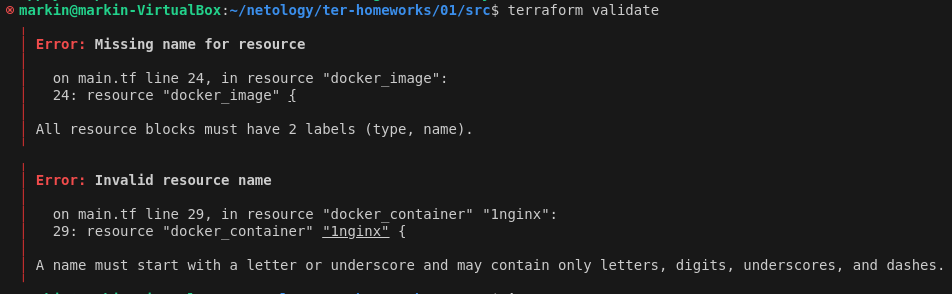 markin@markin-VirtualBox:~/netology/ter-homeworks/01/src$ terraform validate
Error: Missing name for resource
on main.tf line 24, in resource "docker_image":
24: resource "docker_image" {
All resource blocks must have 2 labels (type, name).
Error: Invalid resource name
on main.tf line 29, in resource "docker_container" "1nginx":
29: resource "docker_container" "1nginx" {
A name must start with a letter or underscore and may contain only letters, digits, underscores, and dashes.